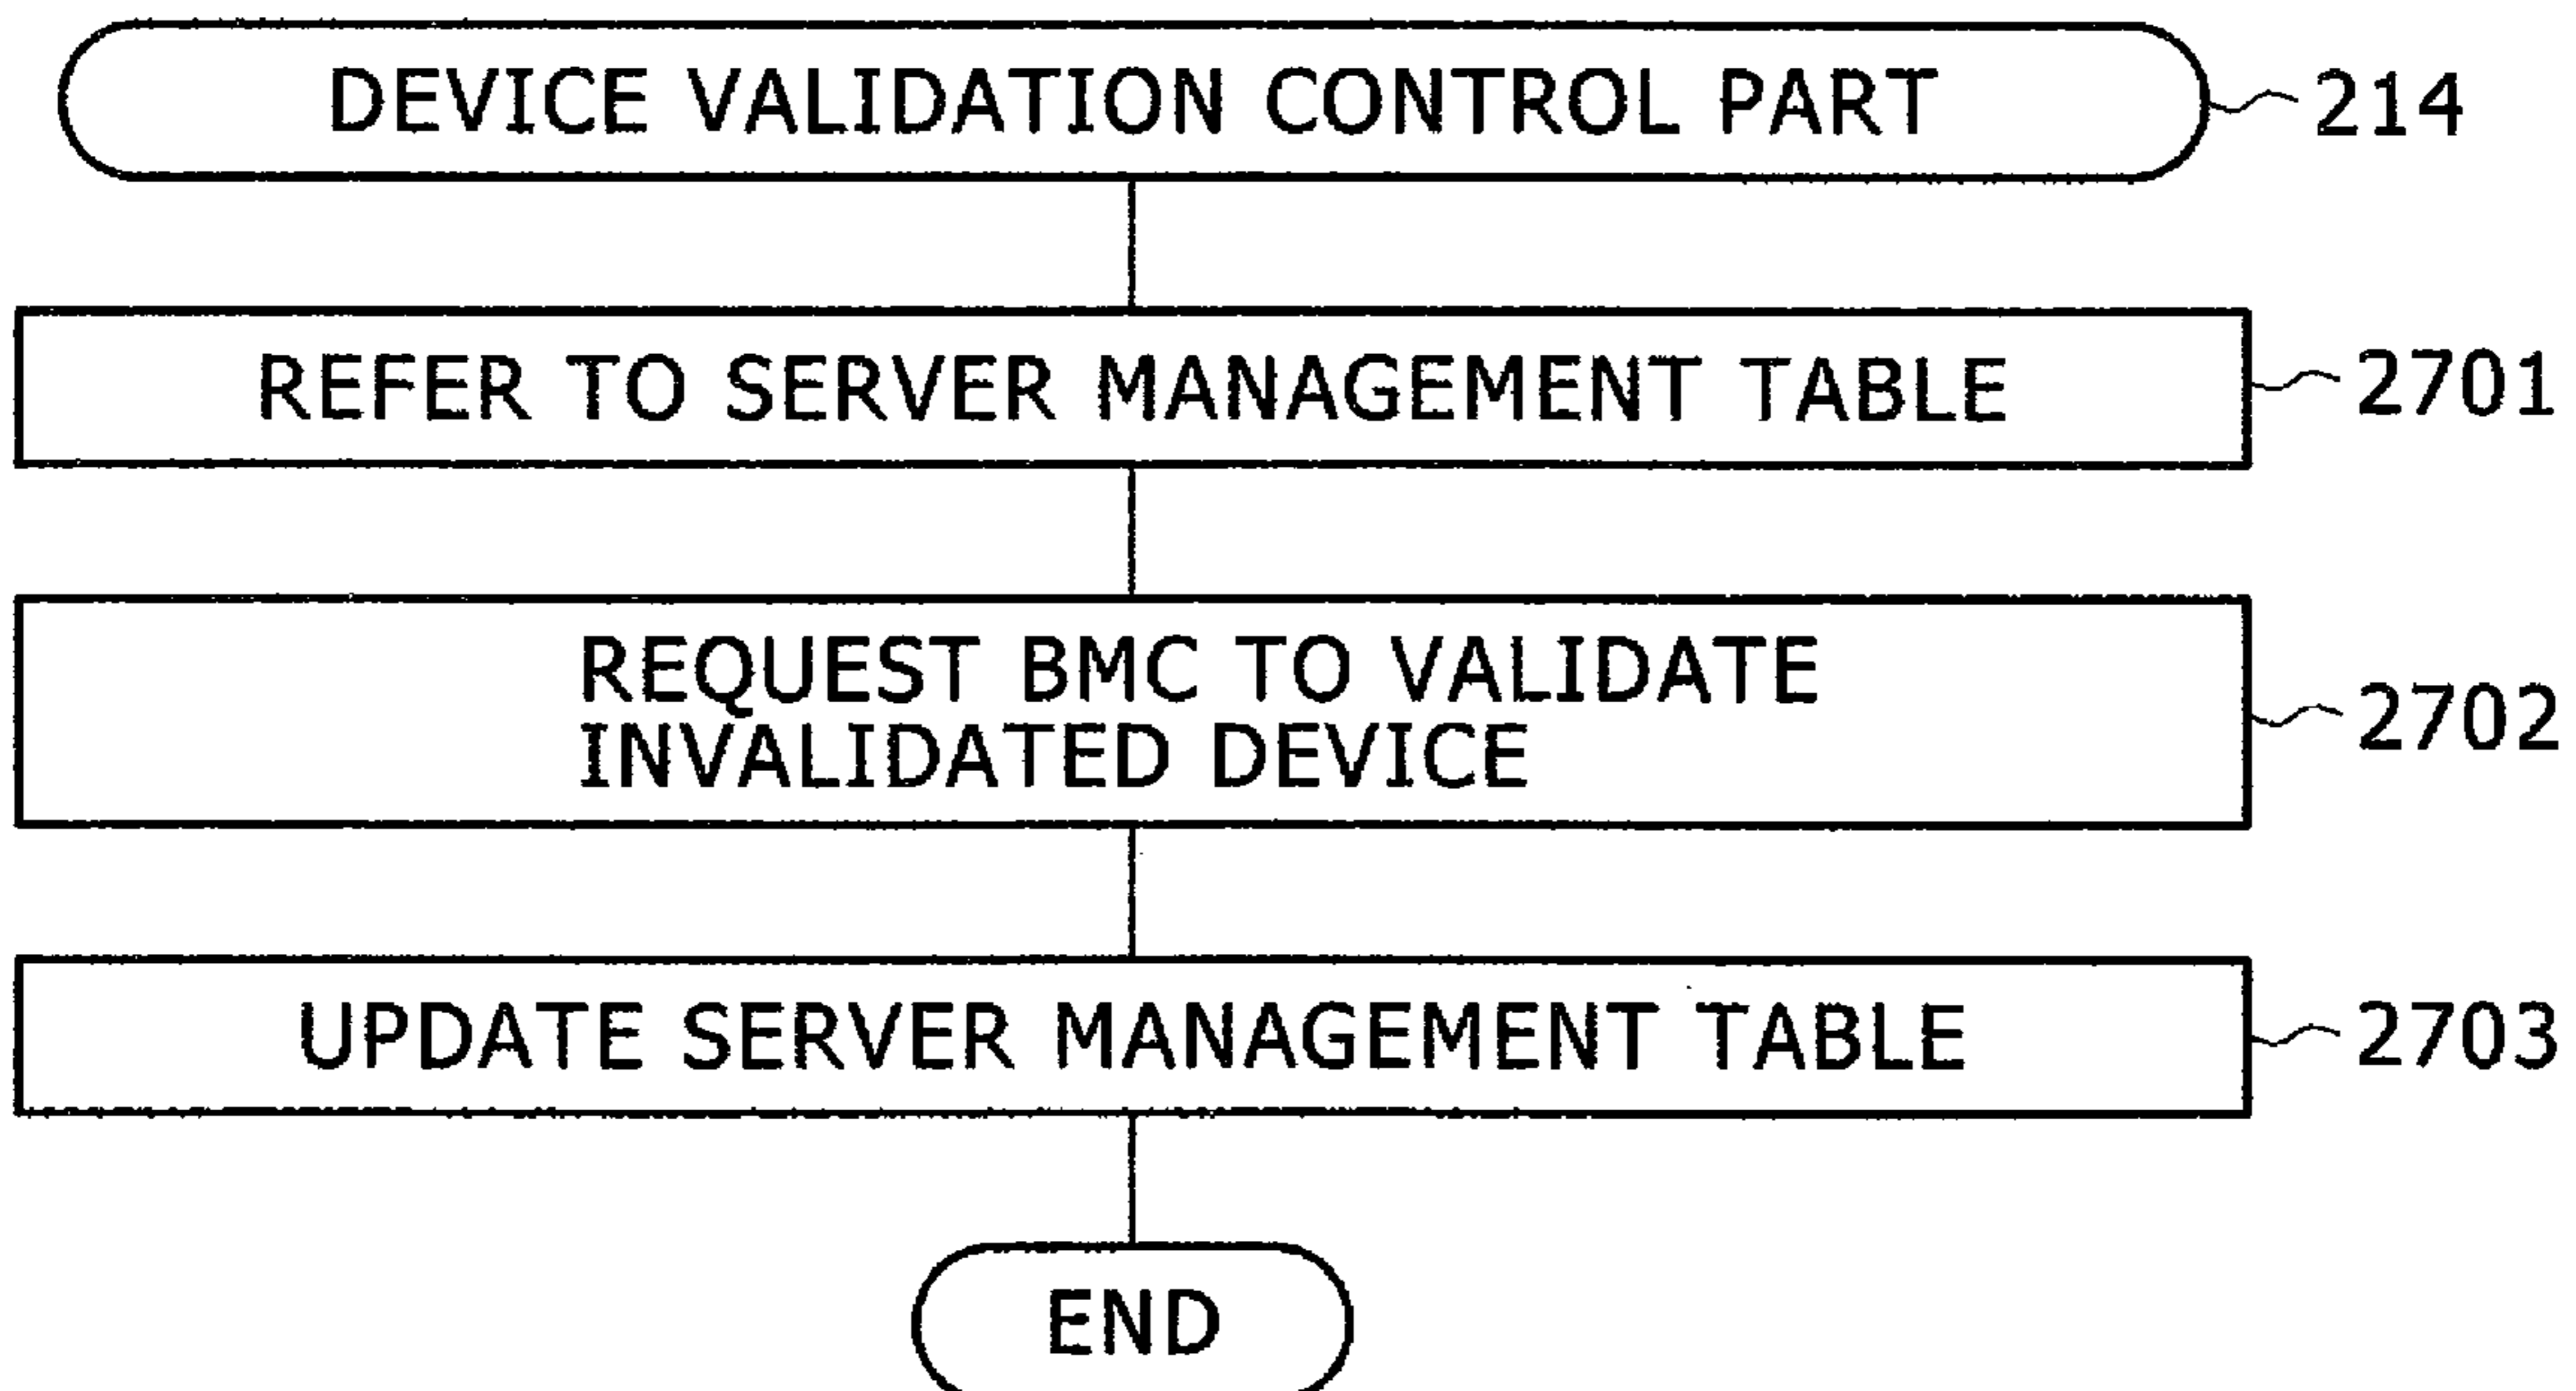 DEVICE VALIDATION CONTROL PART 214
REFER TO SERVER MANAGEMENT TABLE 2701
REQUEST BMC TO VALIDATE
INVALIDATED DEVICE 2702
UPDATE SERVER MANAGEMENT TABLE 2703
END